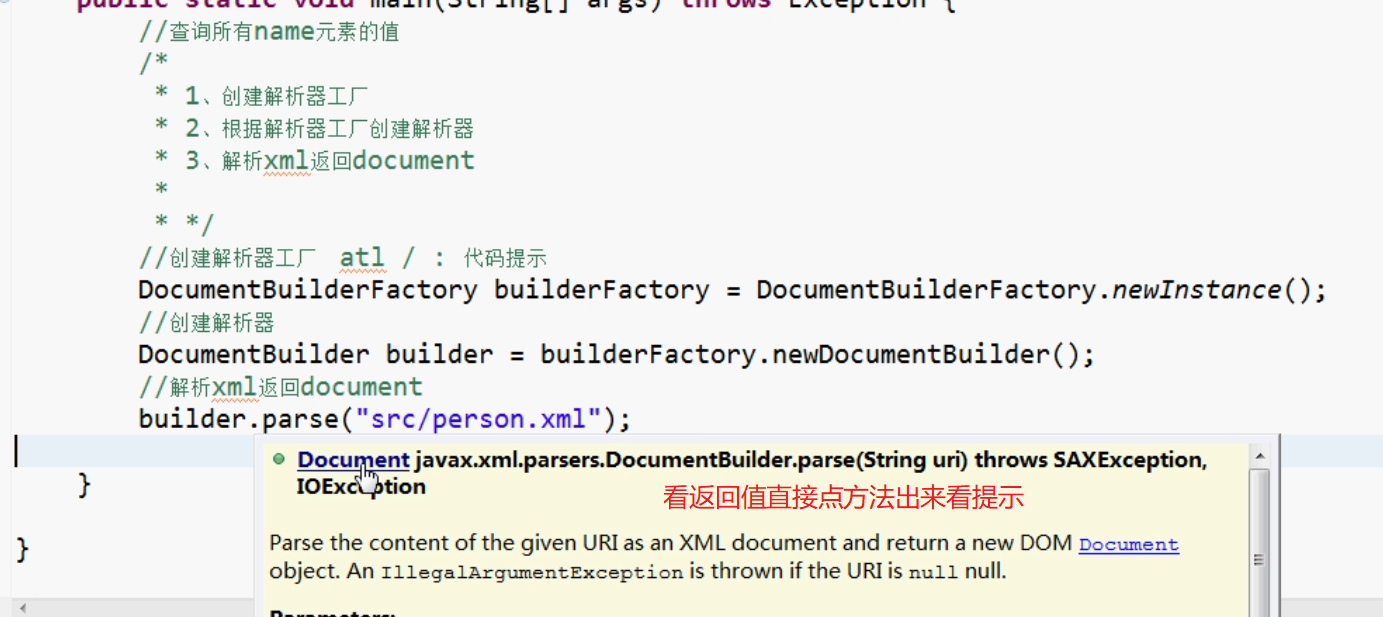 public static void main(String[] args) throws Exception {
//查询所有name元素的值
/*
* 1、创建解析器工厂
* 2、根据解析器工厂创建解析器
* 3、解析xml返回document
*
* */
//创建解析器工厂 atl / : 代码提示
DocumentBuilderFactory builderFactory = DocumentBuilderFactory.newInstance();
//创建解析器
DocumentBuilder builder = builderFactory.newDocumentBuilder();
//解析xml返回document
builder.parse("src/person.xml");
Document javax.xml.parsers.DocumentBuilder.parse(String uri) throws SAXException,
IOException
看返回值直接点方法出来看提示
}
Parse the content of the given URI as an XML document and return a new DOM Document
object. An IllegalArgumentException is thrown if the URI is null null.
}
Parameters: